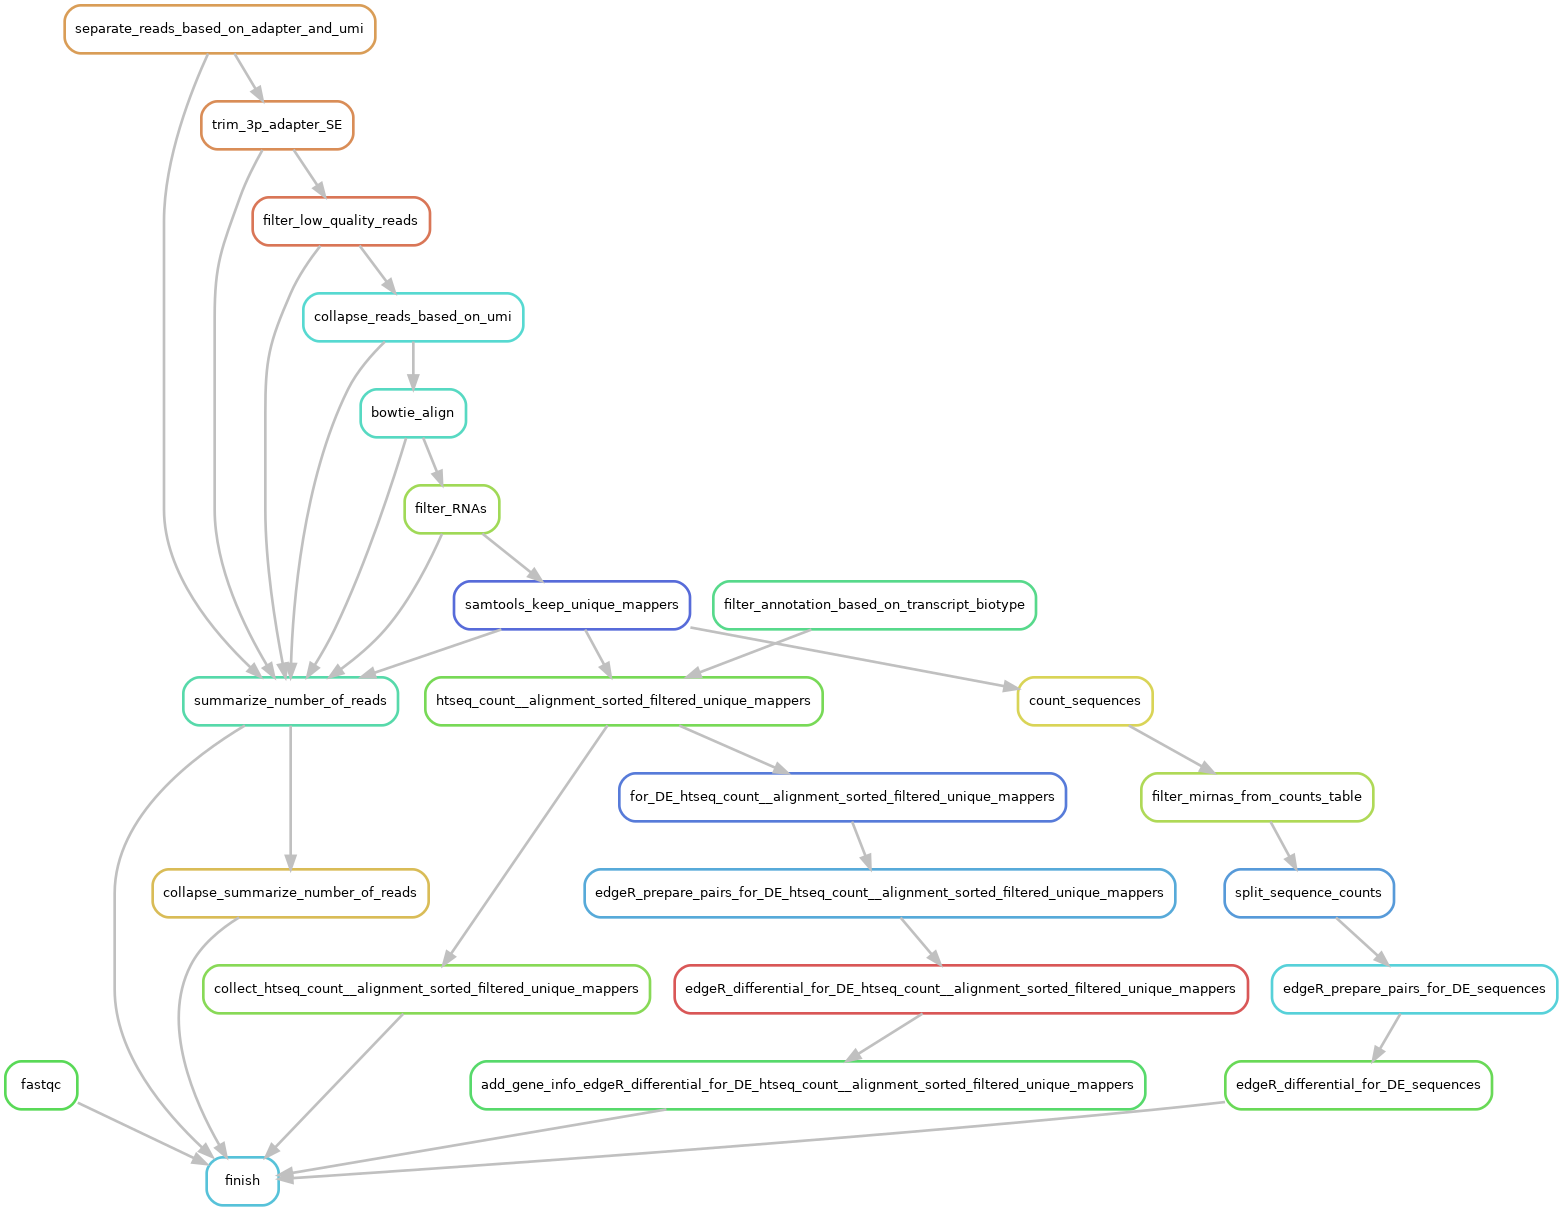 separate_reads_based_on_adapter_and_umi
trim_3p_adapter_SE
filter_low_quality_reads
collapse_reads_based_on_umi
bowtie_align
filter_RNAs
samtools_keep_unique_mappers
filter_annotation_based_on_transcript_biotype
summarize_number_of_reads
htseq_count__alignment_sorted_filtered_unique_mappers
count_sequences
for_DE_htseq_count__alignment_sorted_filtered_unique_mappers
filter_mirnas_from_counts_table
collapse_summarize_number_of_reads
edgeR_prepare_pairs_for_DE_htseq_count__alignment_sorted_filtered_unique_mappers
split_sequence_counts
collect_htseq_count__alignment_sorted_filtered_unique_mappers
edgeR_differential_for_DE_htseq_count__alignment_sorted_filtered_unique_mappers
edgeR_prepare_pairs_for_DE_sequences
fastqc
add_gene_info_edgeR_differential_for_DE_htseq_count__alignment_sorted_filtered_unique_mappers
edgeR_differential_for_DE_sequences
finish